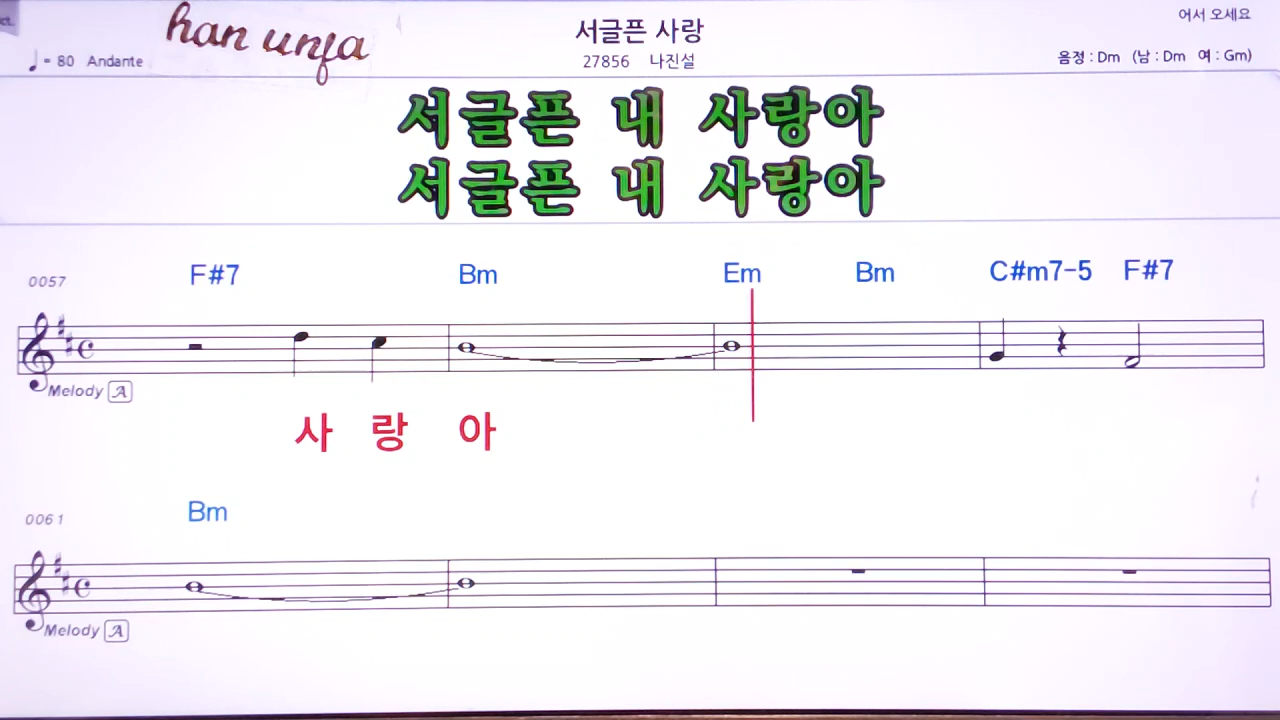 han unfa
서글픈 사랑
어서 오세요
♩= 80 Andante
27856 나진설
음정 : Dm (남 : Dm 여 : Gm)
서글픈 내 사랑아
서글픈 내 사랑아
0057 F#7 Bm Em Bm C#m7-5 F#7
Melody A
사 랑 아
0061 Bm
Melody A